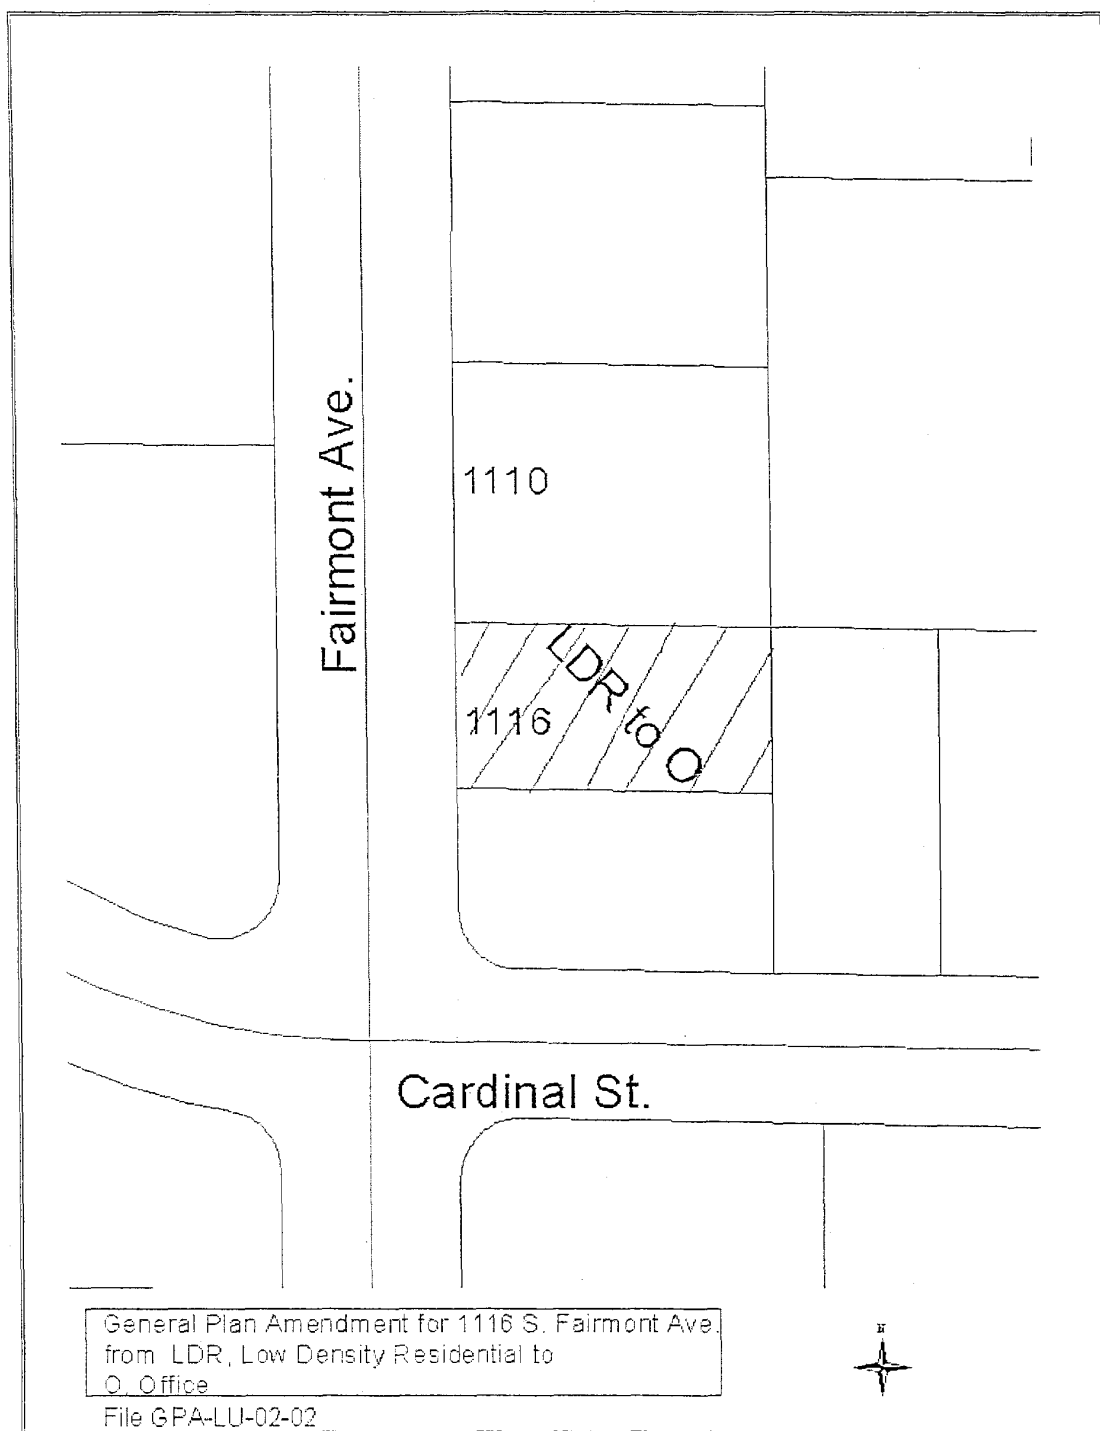 Fairmont Ave.
1110
LDR to O
1116
Cardinal St.
General Plan Amendment for 1116 S. Fairmont Ave.
from LDR, Low Density Residential to
O, Office
File GPA-LU-02-02
N